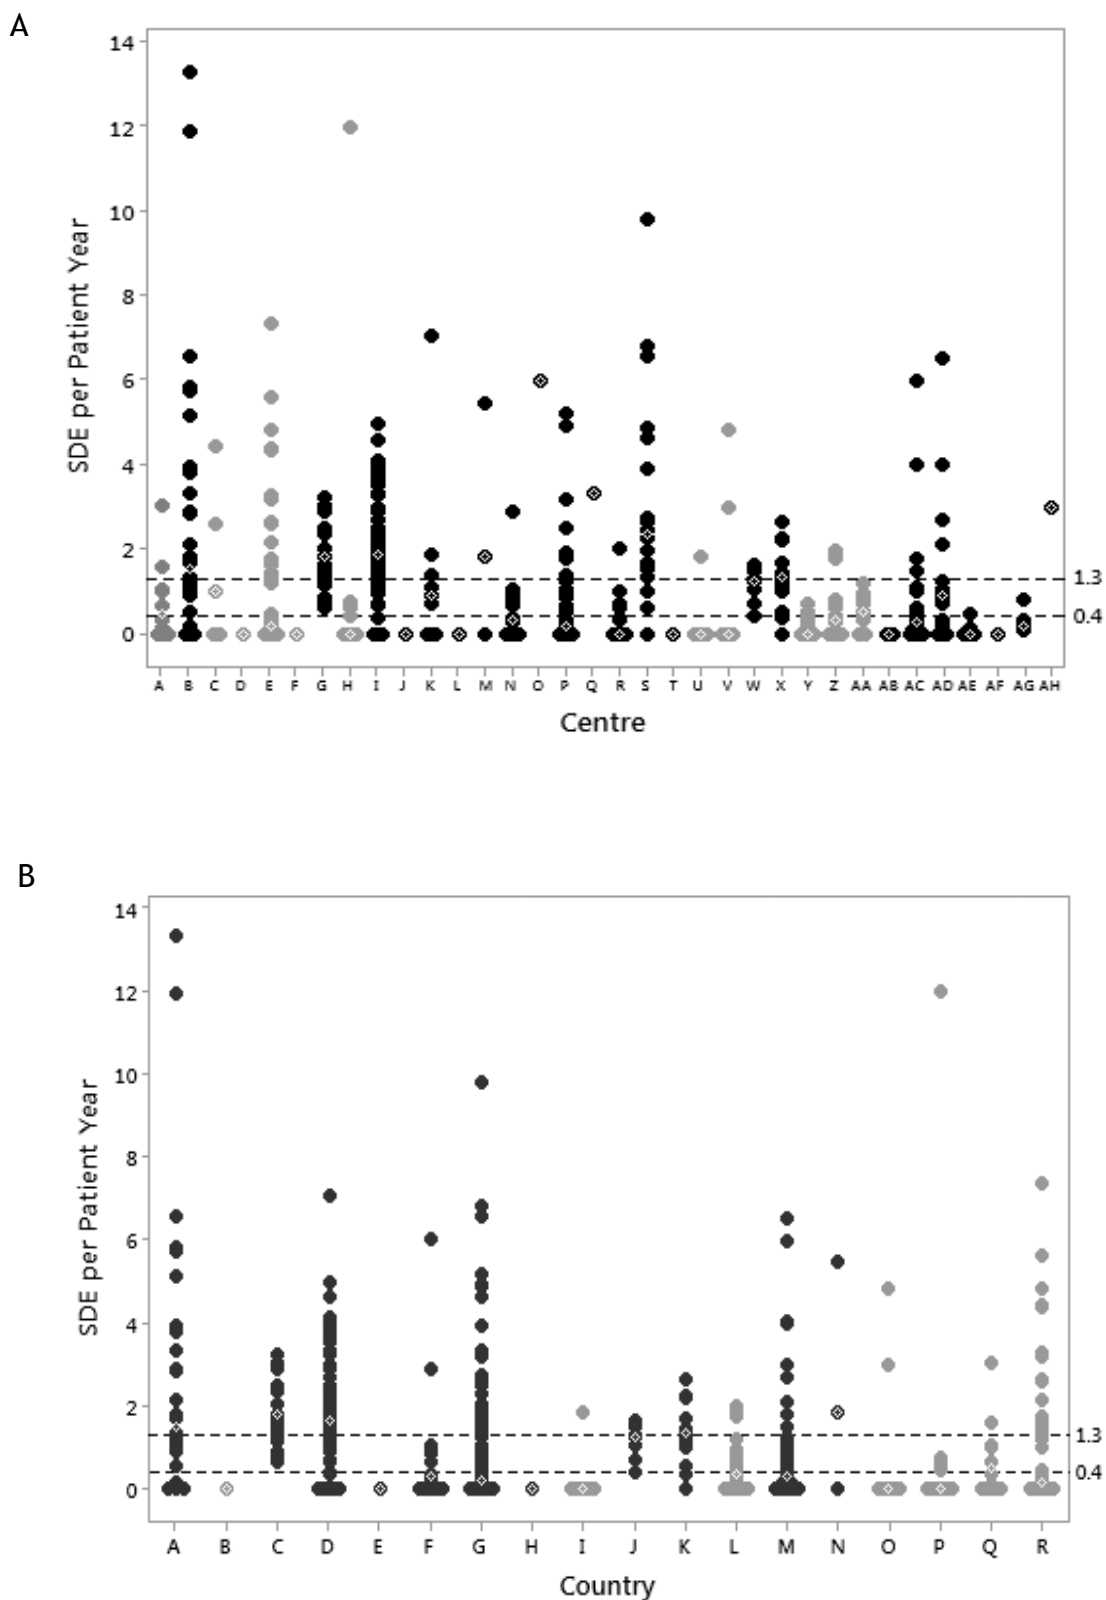 A
14
12
10
8
6
4
2
0
SDE per Patient Year
1.3
0.4
A B C D E F G H I J K L M N O P Q R S T U V W X Y Z AA AB AC AD AE AF AG AH
Centre
B
14
12
10
8
6
4
2
0
SDE per Patient Year
1.3
0.4
A B C D E F G H I J K L M N O P Q R
Country